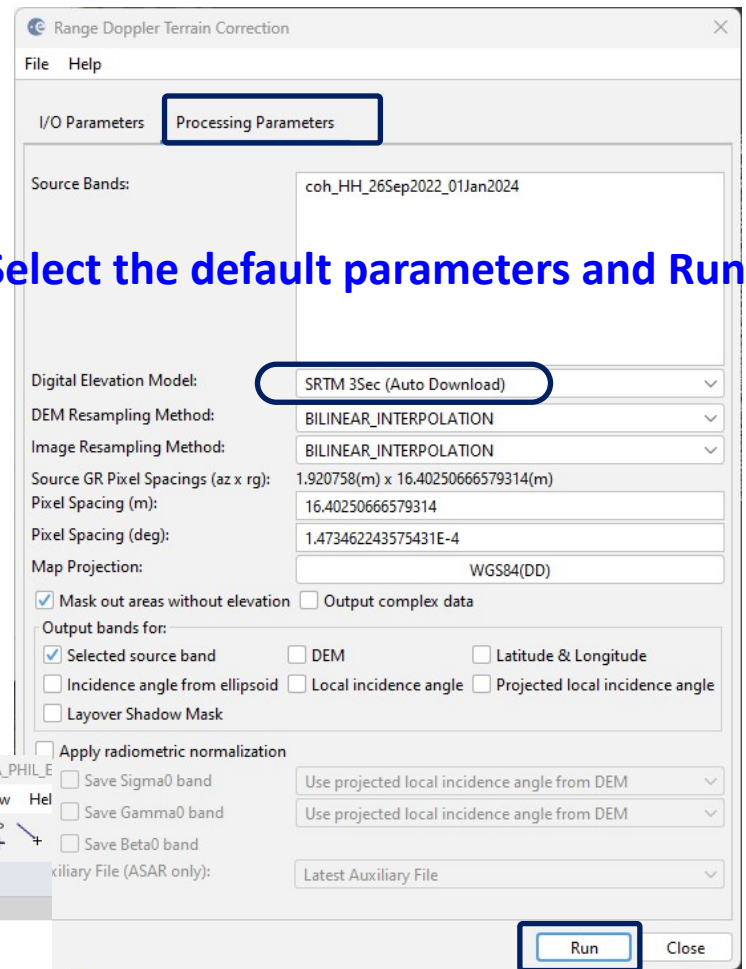 Range Doppler Terrain Correction
File Help
I/O Parameters Processing Parameters
Source Bands: coh_HH_26Sep2022_01Jan2024
Select the default parameters and Run
Digital Elevation Model: SRTM 3Sec (Auto Download)
DEM Resampling Method: BILINEAR_INTERPOLATION
Image Resampling Method: BILINEAR_INTERPOLATION
Source GR Pixel Spacings (az x rg): 1.920758(m) x 16.40250666579314(m)
Pixel Spacing (m): 16.40250666579314
Pixel Spacing (deg): 1.473462243575431E-4
Map Projection: WGS84(DD)
Mask out areas without elevation Output complex data
Output bands for:
Selected source band DEM Latitude & Longitude
Incidence angle from ellipsoid Local incidence angle Projected local incidence angle
Layover Shadow Mask
Apply radiometric normalization
Save Sigma0 band Use projected local incidence angle from DEM
Save Gamma0 band Use projected local incidence angle from DEM
Save Beta0 band
xiliary File (ASAR only): Latest Auxiliary File
Run Close